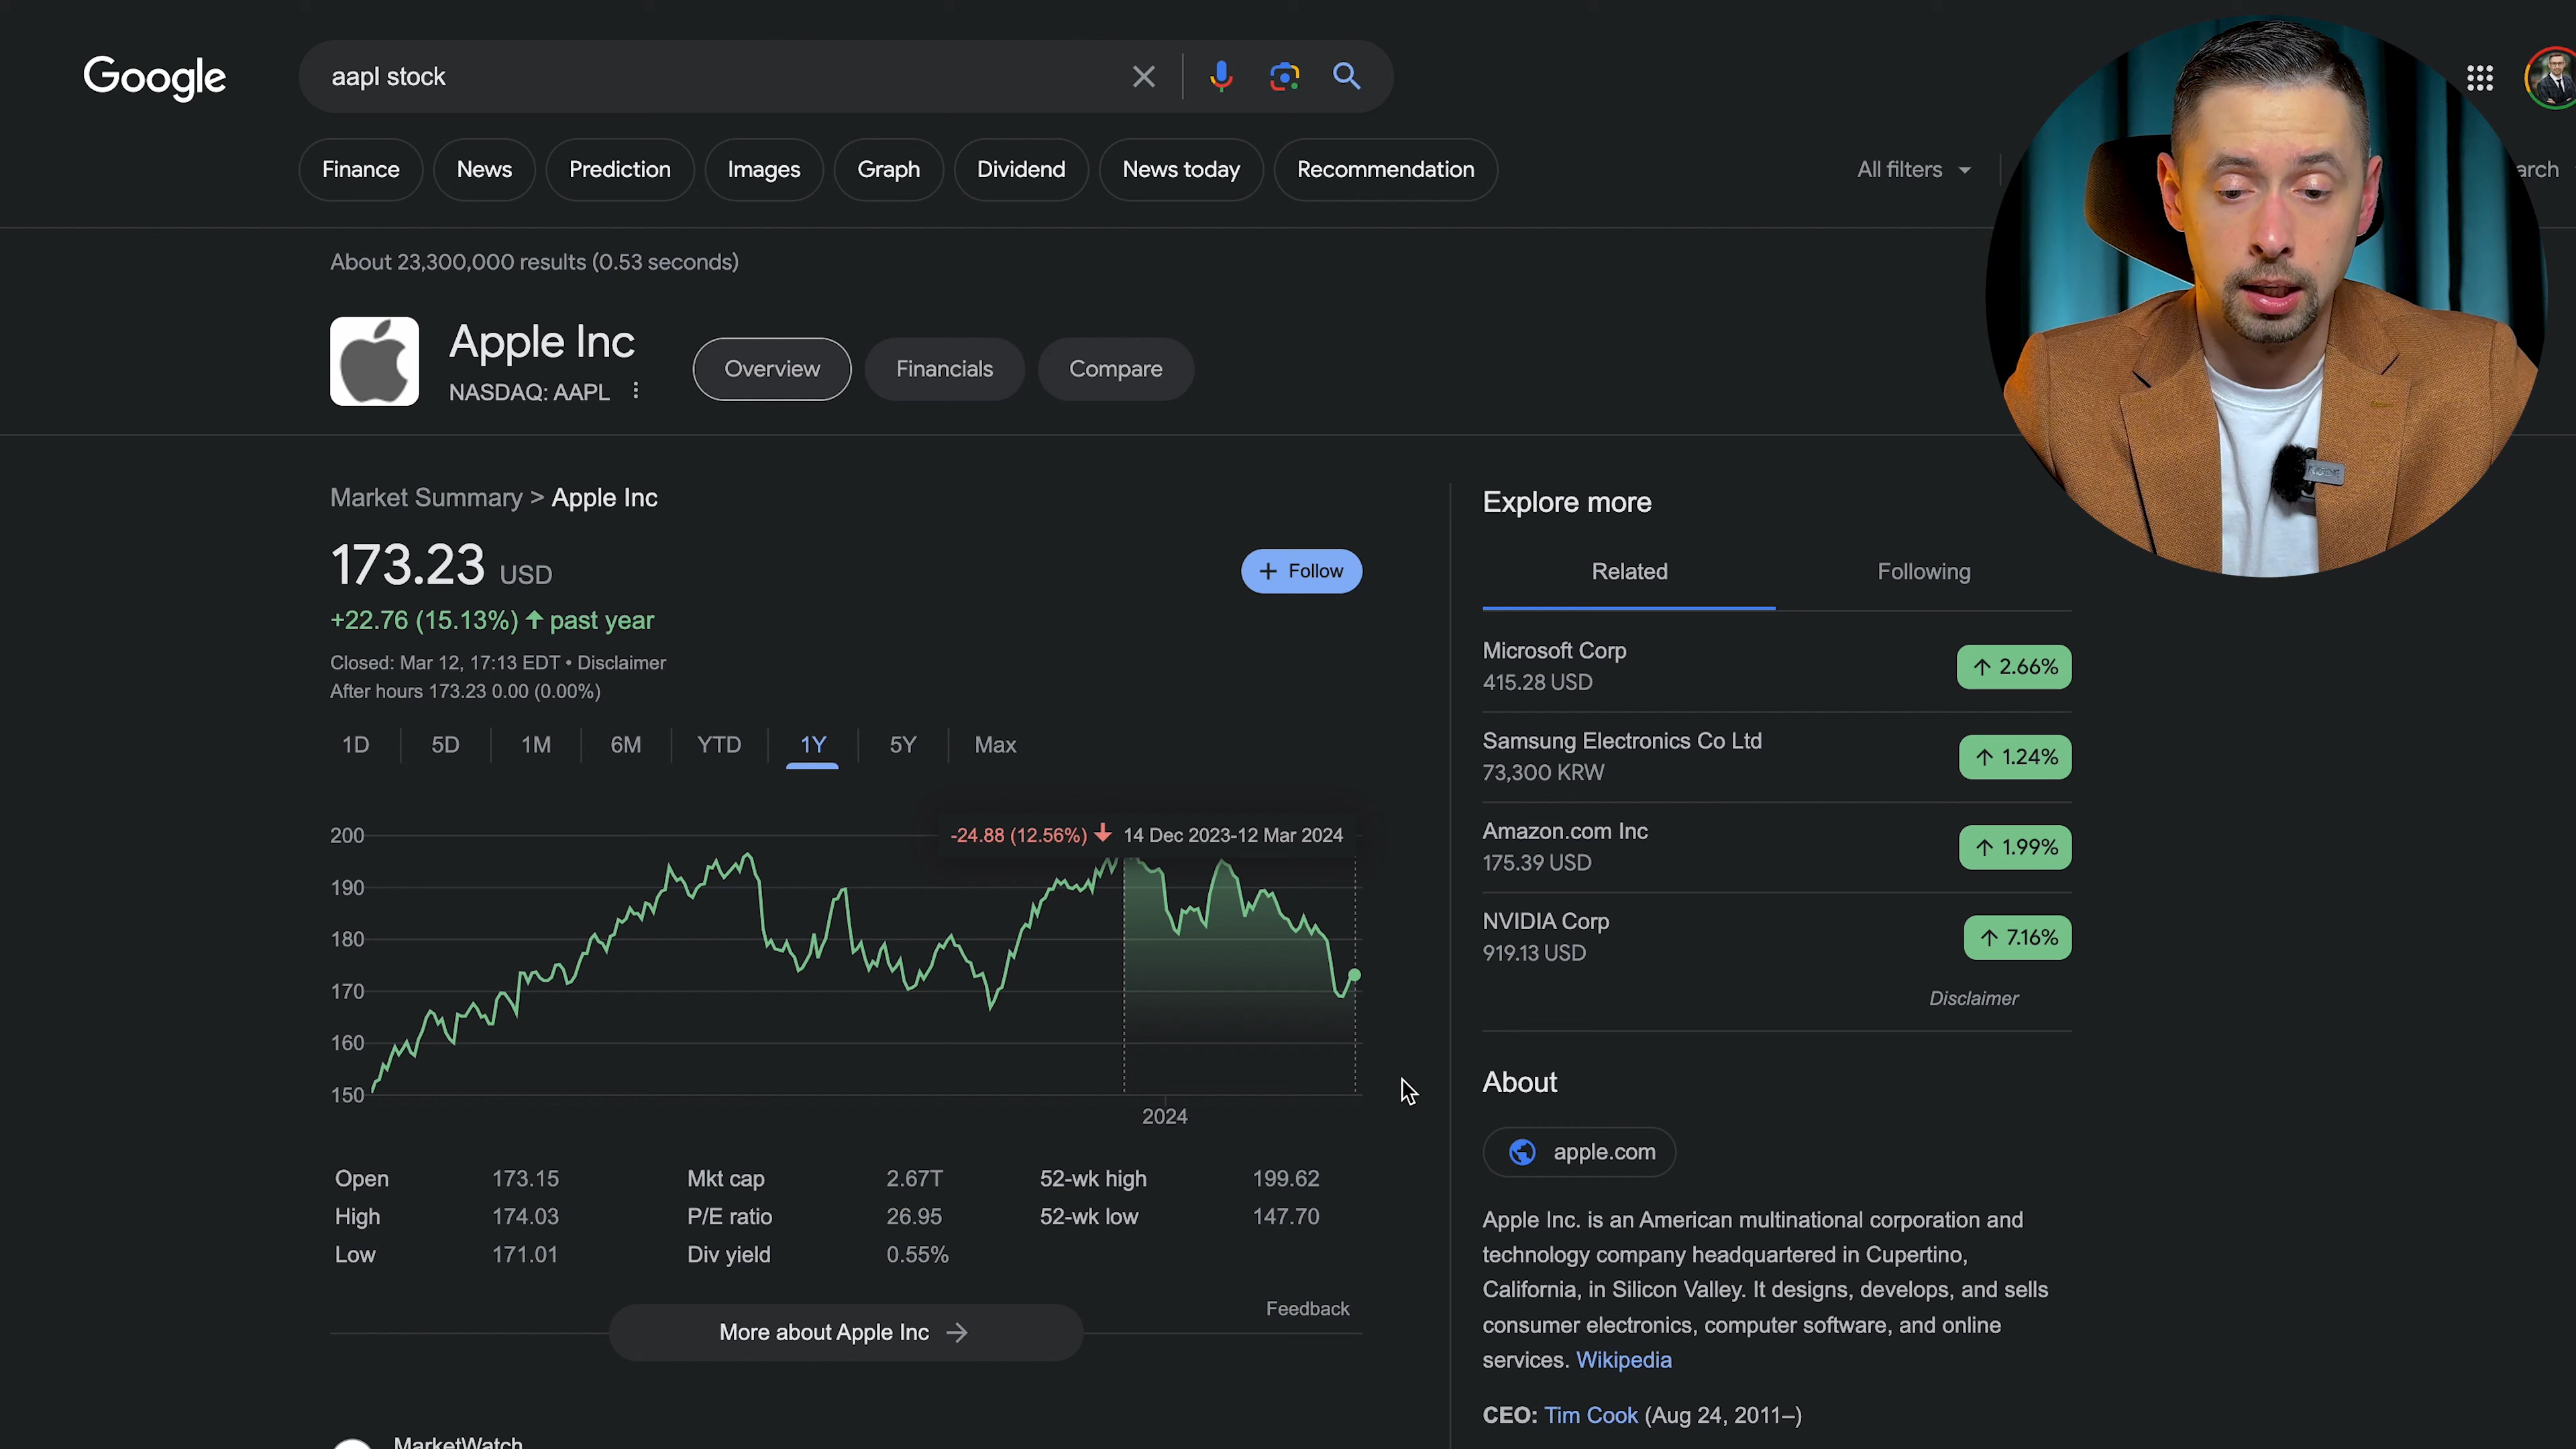 Google
aapl stock
Finance
News
Prediction
Images
Graph
Dividend
News today
Recommendation
All filters
arch
About 23,300,000 results (0.53 seconds)
Apple Inc
NASDAQ: AAPL
Overview
Financials
Compare
Market Summary > Apple Inc
173.23 USD
+22.76 (15.13%) past year
Closed: Mar 12, 17:13 EDT • Disclaimer
After hours 173.23 0.00 (0.00%)
+ Follow
1D
5D
1M
6M
YTD
1Y
5Y
Max
-24.88 (12.56%) 14 Dec 2023-12 Mar 2024
200
190
180
170
160
150
2024
Open 173.15 Mkt cap 2.67T 52-wk high 199.62
High 174.03 P/E ratio 26.95 52-wk low 147.70
Low 171.01 Div yield 0.55%
Feedback
More about Apple Inc
MarketWatch
Explore more
Related
Following
Microsoft Corp
415.28 USD
2.66%
Samsung Electronics Co Ltd
73,300 KRW
1.24%
Amazon.com Inc
175.39 USD
1.99%
NVIDIA Corp
919.13 USD
7.16%
Disclaimer
About
apple.com
Apple Inc. is an American multinational corporation and
technology company headquartered in Cupertino,
California, in Silicon Valley. It designs, develops, and sells
consumer electronics, computer software, and online
services. Wikipedia
CEO: Tim Cook (Aug 24, 2011–)